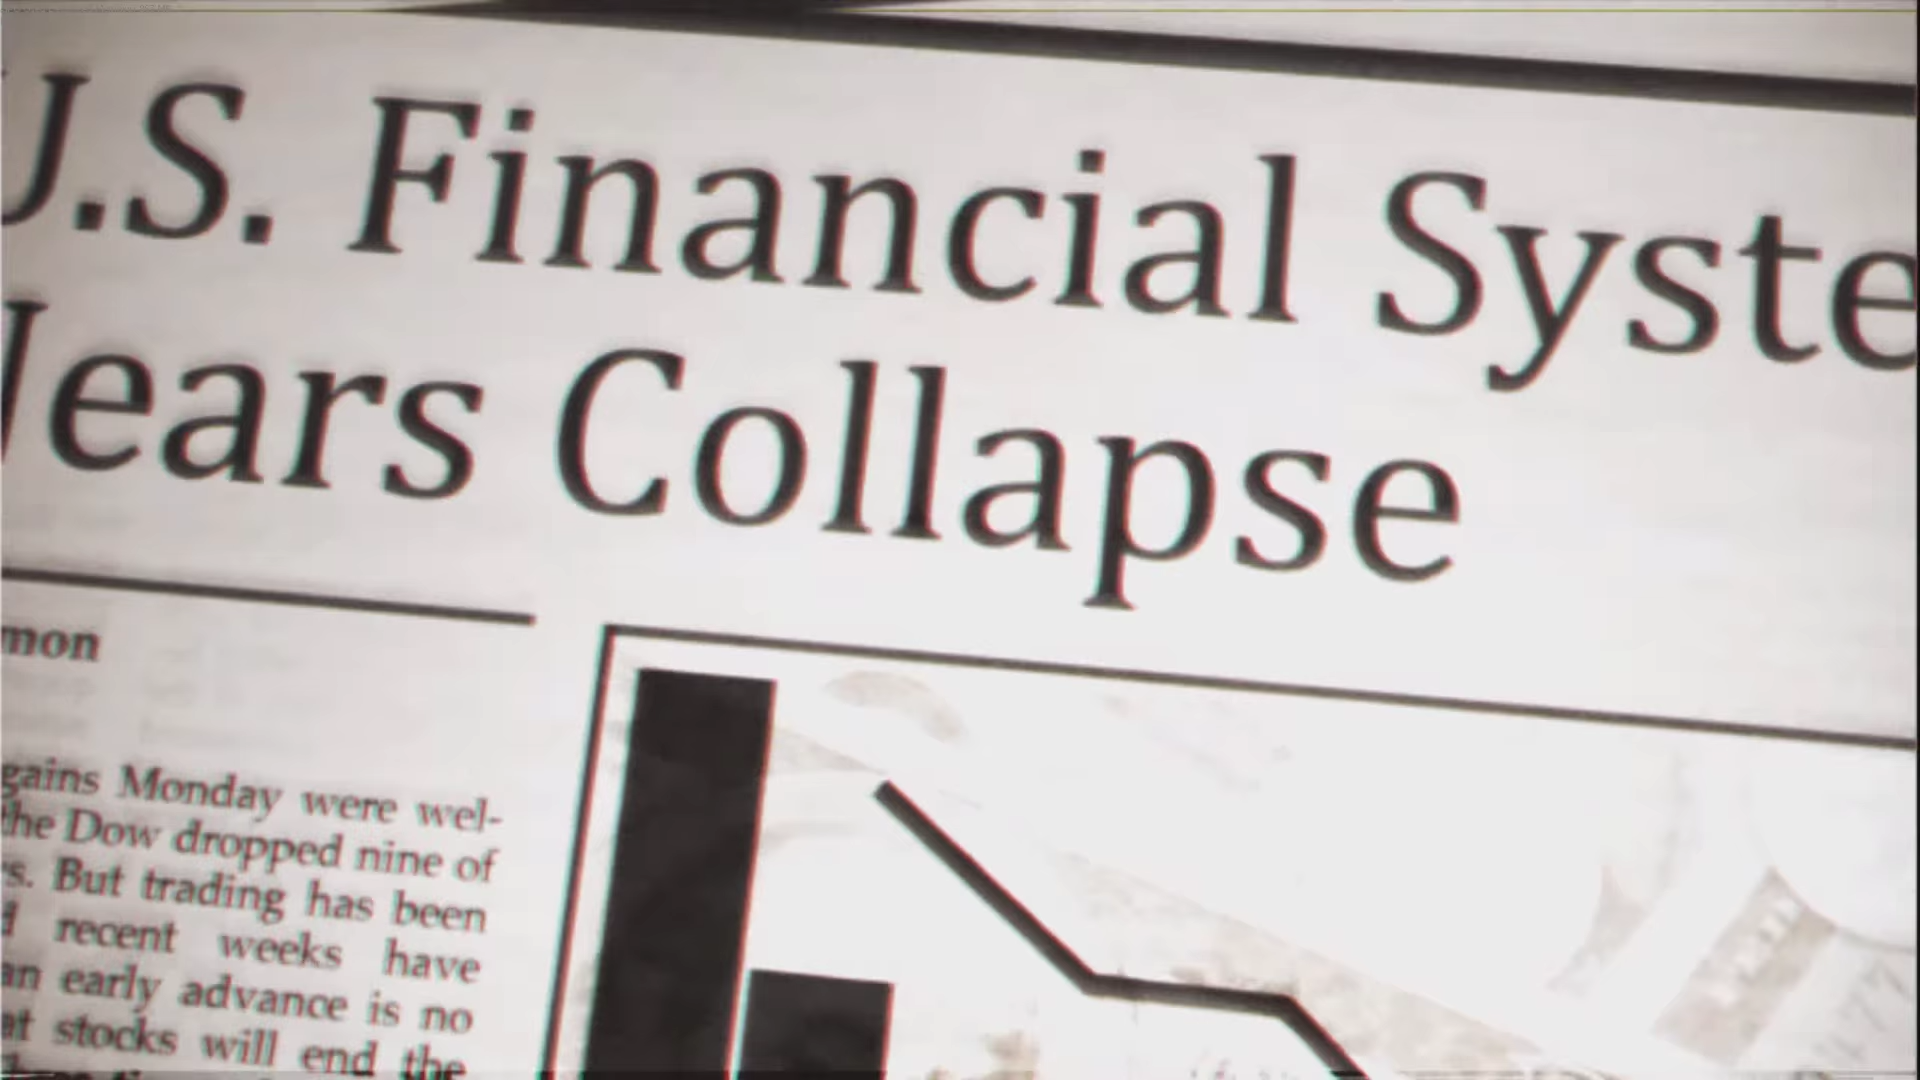 U.S. Financial Syste
Nears Collapse
mon
gains Monday were wel-
the Dow dropped nine of
s. But trading has been
d recent weeks have
an early advance is no
at stocks will end the